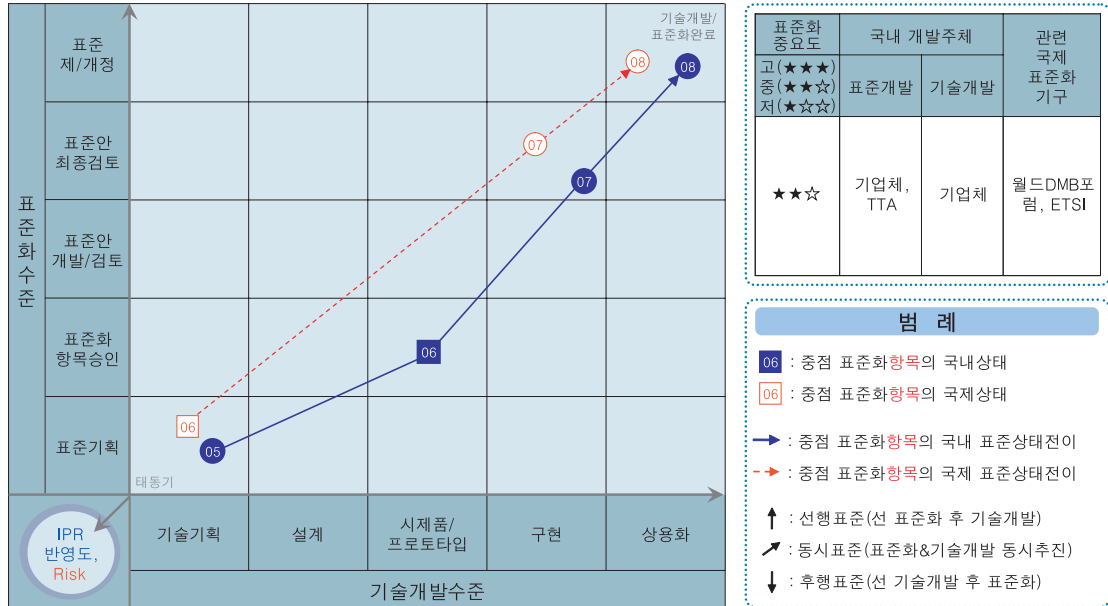 기술개발/
표준화완료
표준
제/개정
08
08
표준안
최종검토
07
07
표준화수준
표준안
개발/검토
표준화
항목승인
06
06
표준기획
05
태동기
IPR
반영도,
Risk
기술기획
설계
시제품/
프로토타입
구현
상용화
기술개발수준
표준화
중요도
국내 개발주체
관련
국제
표준화
기구
고(★★★)
중(★★☆)
저(★☆☆)
표준개발
기술개발
★★☆
기업체,
TTA
기업체
월드DMB포
럼, ETSI
범 례
06 : 중점 표준화항목의 국내상태
06 : 중점 표준화항목의 국제상태
: 중점 표준화항목의 국내 표준상태전이
: 중점 표준화항목의 국제 표준상태전이
: 선행표준(선 표준화 후 기술개발)
: 동시표준(표준화&기술개발 동시추진)
: 후행표준(선 기술개발 후 표준화)